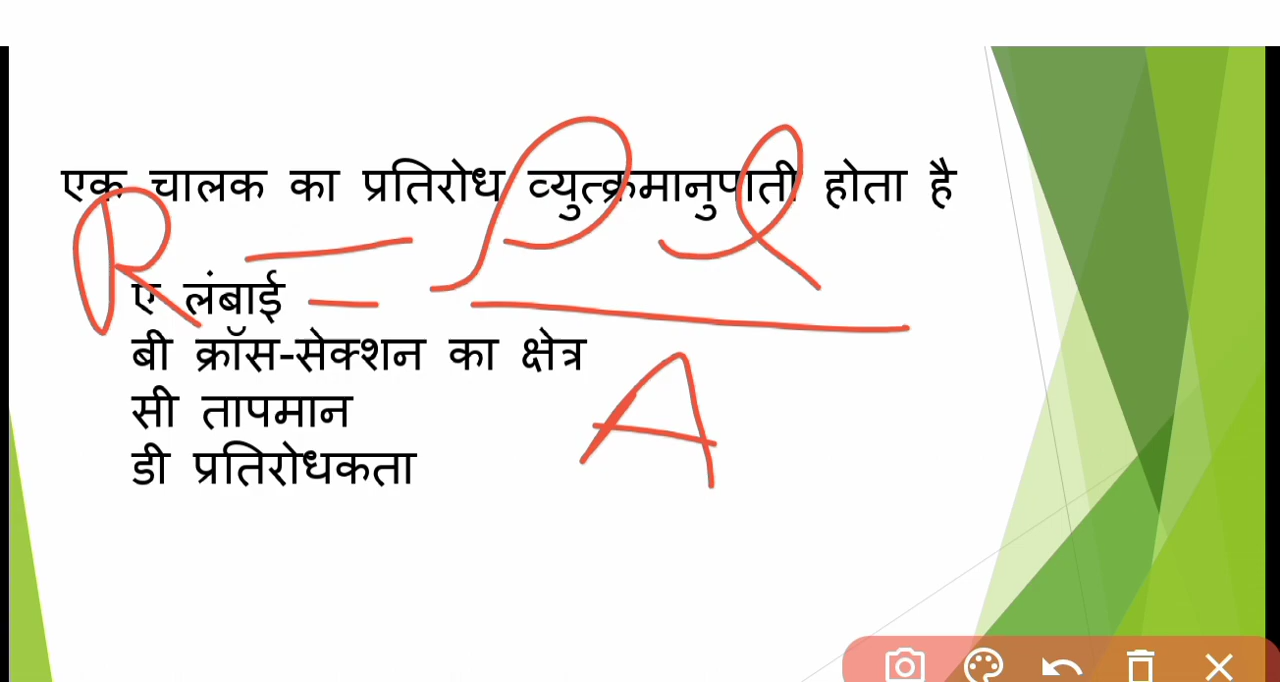 एक चालक का प्रतिरोध व्युत्क्रमानुपाती होता है
R = ρl
A
ए लंबाई
बी क्रॉस-सेक्शन का क्षेत्र
सी तापमान
डी प्रतिरोधकता